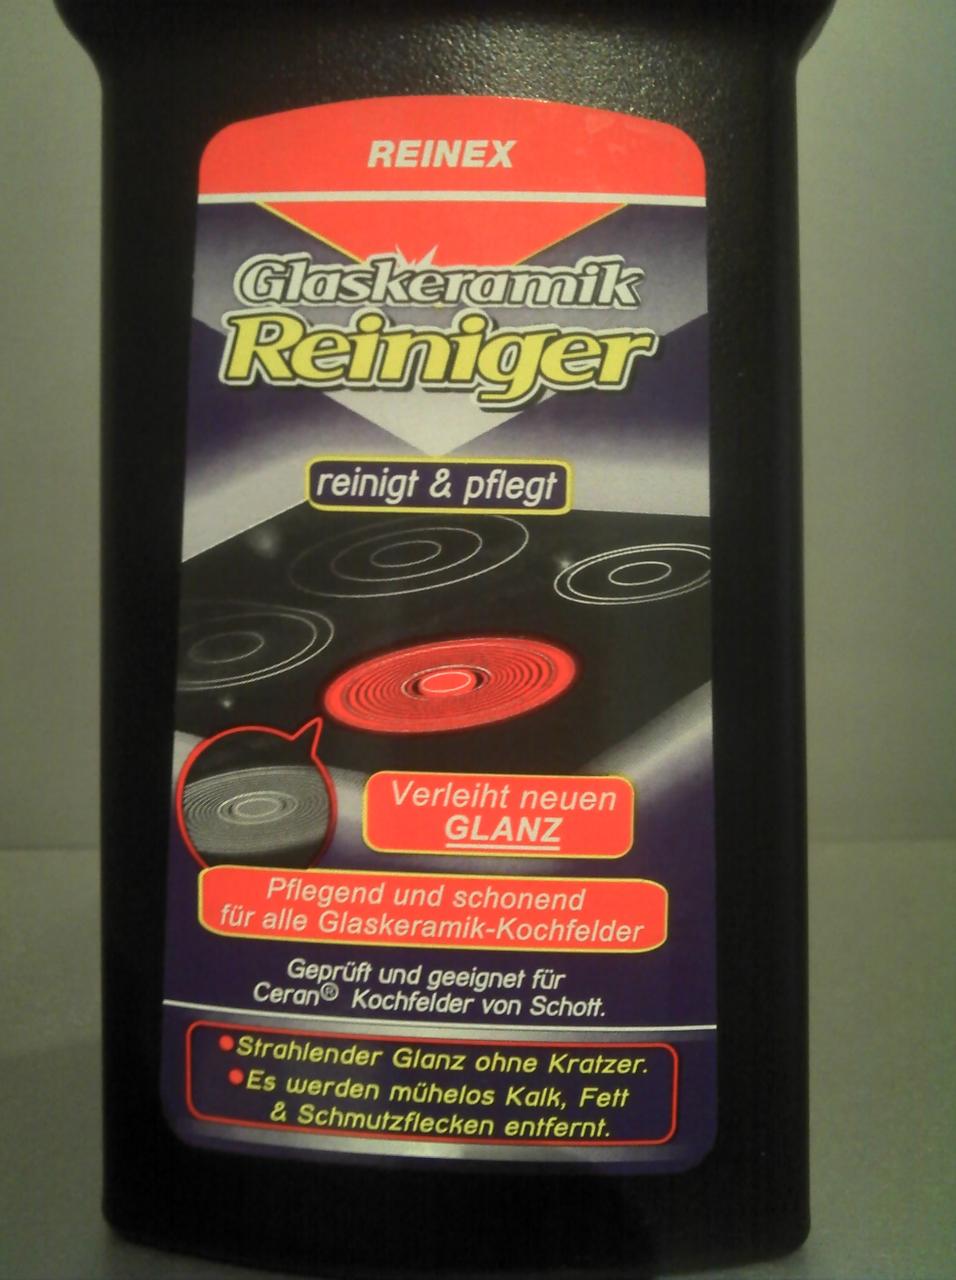 REINEX
Glaskeramik
Reiniger
reinigt & pflegt
Verleiht neuen
GLANZ
Pflegend und schonend
für alle Glaskeramik-Kochfelder
Geprüft und geeignet für
Ceran® Kochfelder von Schott.
•Strahlender Glanz ohne Kratzer.
•Es werden mühelos Kalk, Fett
& Schmutzflecken entfernt.